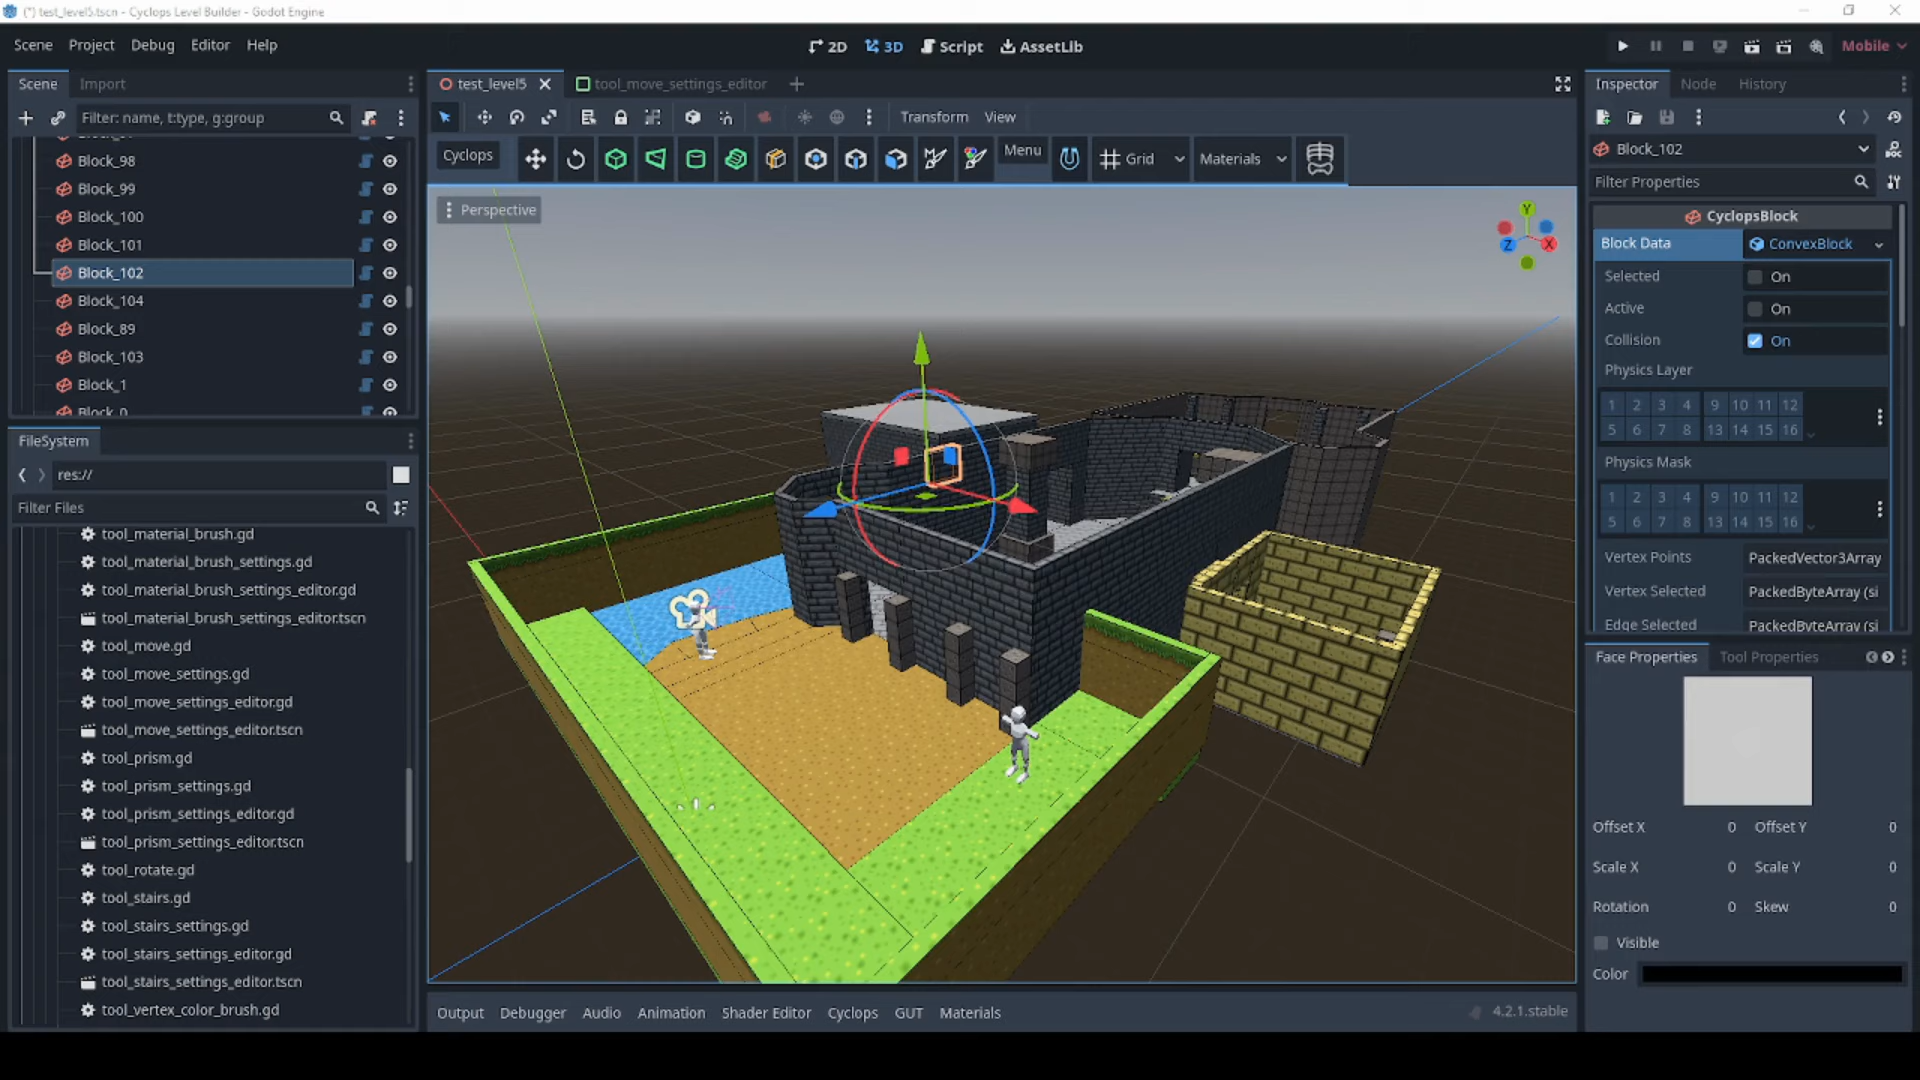 (*) test_level5.tscn - Cyclops Level Builder - Godot Engine
Scene Project Debug Editor Help
2D 3D Script AssetLib
Mobile
Scene Import
Filter: name, t:type, g:group
Block_98
Block_99
Block_100
Block_101
Block_102
Block_104
Block_89
Block_103
Block_1
Block_0
FileSystem
res://
Filter Files
tool_material_brush.gd
tool_material_brush_settings.gd
tool_material_brush_settings_editor.gd
tool_material_brush_settings_editor.tscn
tool_move.gd
tool_move_settings.gd
tool_move_settings_editor.gd
tool_move_settings_editor.tscn
tool_prism.gd
tool_prism_settings.gd
tool_prism_settings_editor.gd
tool_prism_settings_editor.tscn
tool_rotate.gd
tool_stairs.gd
tool_stairs_settings.gd
tool_stairs_settings_editor.gd
tool_stairs_settings_editor.tscn
tool_vertex_color_brush.gd
test_level5 tool_move_settings_editor
Transform View
Cyclops Menu Grid Materials
Perspective
Y
Z X
Output Debugger Audio Animation Shader Editor Cyclops GUT Materials 4.2.1.stable
Inspector Node History
Block_102
Filter Properties
CyclopsBlock
Block Data ConvexBlock
Selected On
Active On
Collision On
Physics Layer
1 2 3 4 9 10 11 12
5 6 7 8 13 14 15 16
Physics Mask
1 2 3 4 9 10 11 12
5 6 7 8 13 14 15 16
Vertex Points PackedVector3Array
Vertex Selected PackedByteArray (si
Edge Selected PackedByteArray (si
Face Properties Tool Properties
Offset X 0 Offset Y 0
Scale X 0 Scale Y 0
Rotation 0 Skew 0
Visible
Color